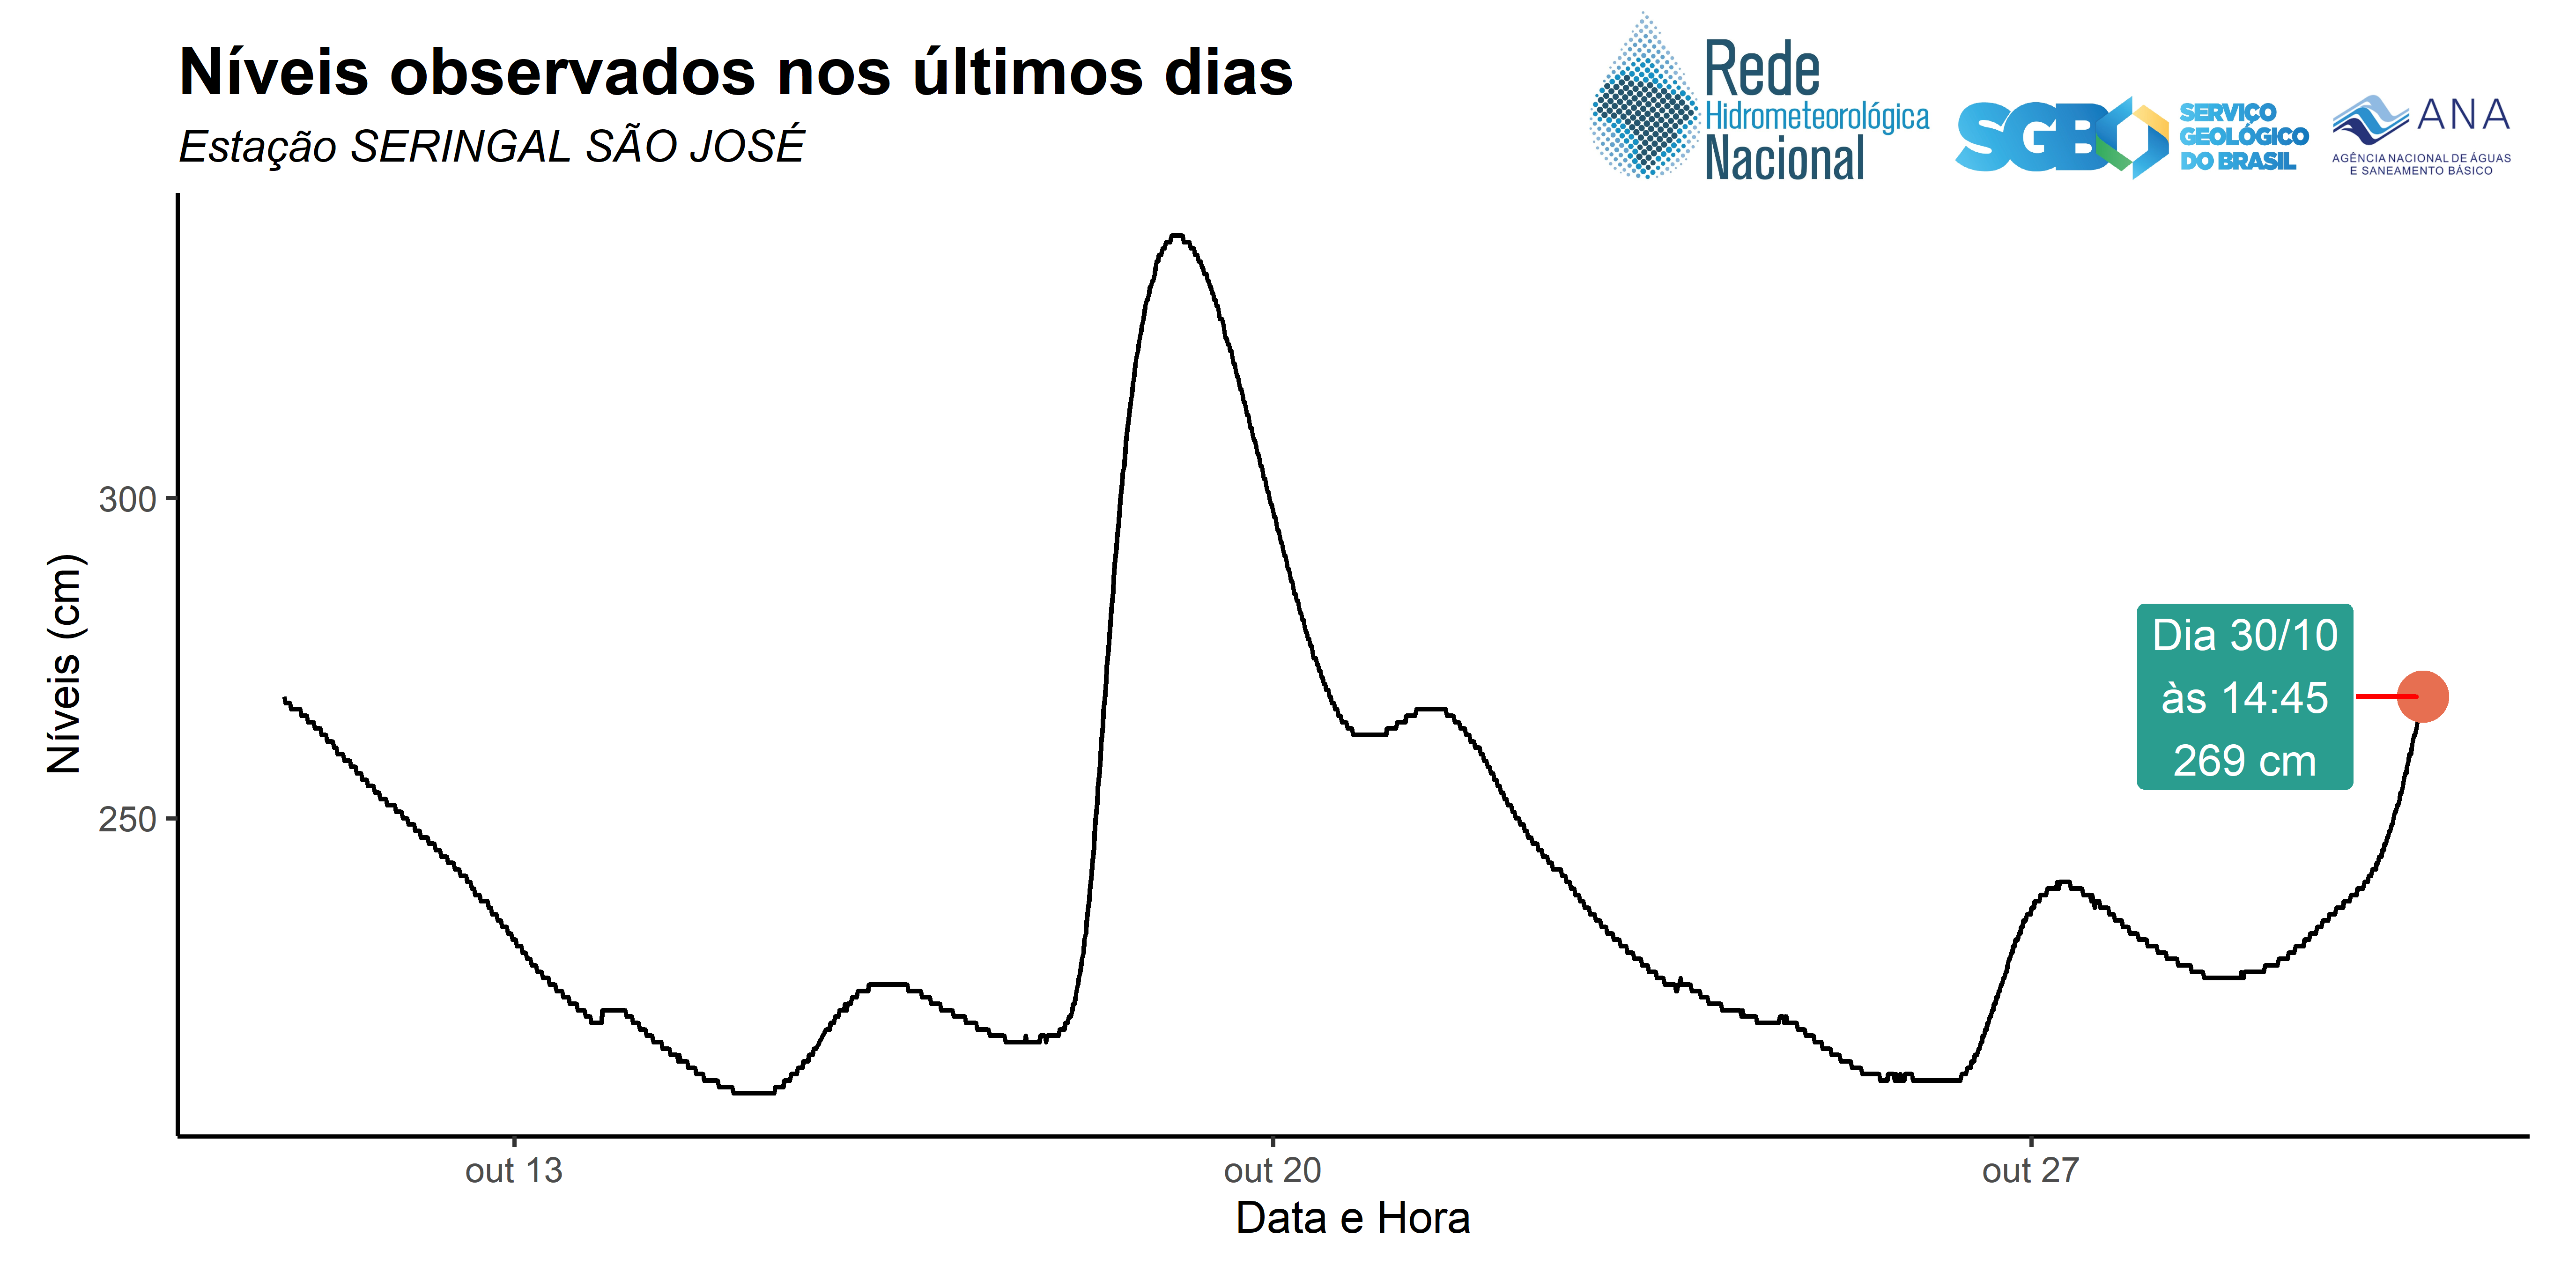 Níveis observados nos últimos dias
Estação SERINGAL SÃO JOSÉ
Rede
Hidrometeorológica
Nacional
SGB
SERVIÇO
GEOLÓGICO
DO BRASIL
ANA
AGÊNCIA NACIONAL DE ÁGUAS
E SANEAMENTO BÁSICO
Níveis (cm)
300
250
Dia 30/10
às 14:45
269 cm
out 13
out 20
out 27
Data e Hora